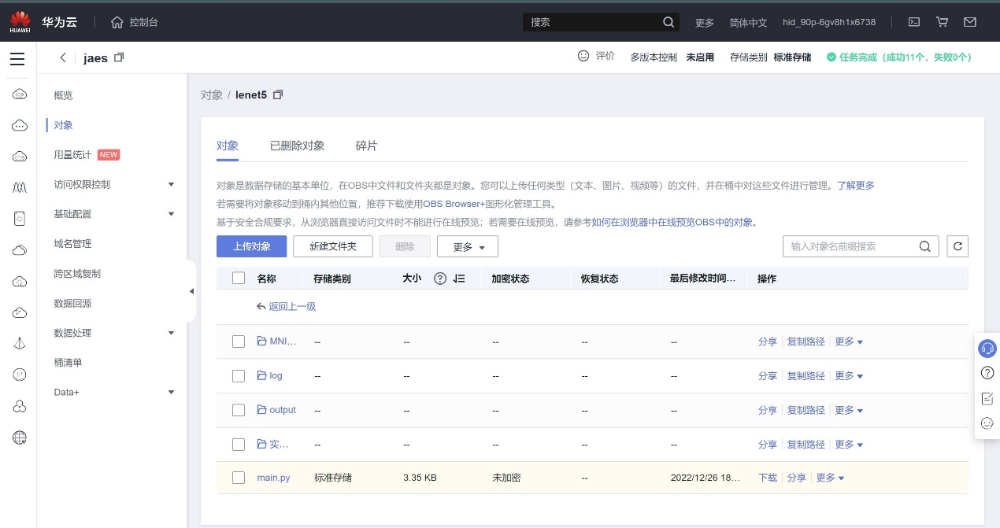 HUAWEI
华为云
控制台
搜索
更多
简体中文
hid_90p-6gv8h1x6738
jaes
评价
多版本控制 未启用
存储类别 标准存储
任务完成（成功11个，失败0个）
概览
对象
用量统计 NEW
访问权限控制
基础配置
域名管理
跨区域复制
数据回源
数据处理
桶清单
Data+
对象 / lenet5
对象 已删除对象 碎片
对象是数据存储的基本单位，在OBS中文件和文件夹都是对象。您可以上传任何类型（文本、图片、视频等）的文件，并在桶中对这些文件进行管理。了解更多
若需要将对象移动到桶内其他位置，推荐下载使用OBS Browser+图形化管理工具。
基于安全合规要求，从浏览器直接访问文件时不能进行在线预览；若需要在线预览，请参考如何在浏览器中在线预览OBS中的对象。
上传对象 新建文件夹 删除 更多 输入对象名前缀搜索
名称 存储类别 大小 加密状态 恢复状态 最后修改时间... 操作
返回上一级
MNI... -- -- -- -- -- 分享 复制路径 更多
log -- -- -- -- -- 分享 复制路径 更多
output -- -- -- -- -- 分享 复制路径 更多
实... -- -- -- -- -- 分享 复制路径 更多
main.py 标准存储 3.35 KB 未加密 -- 2022/12/26 18... 下载 分享 更多